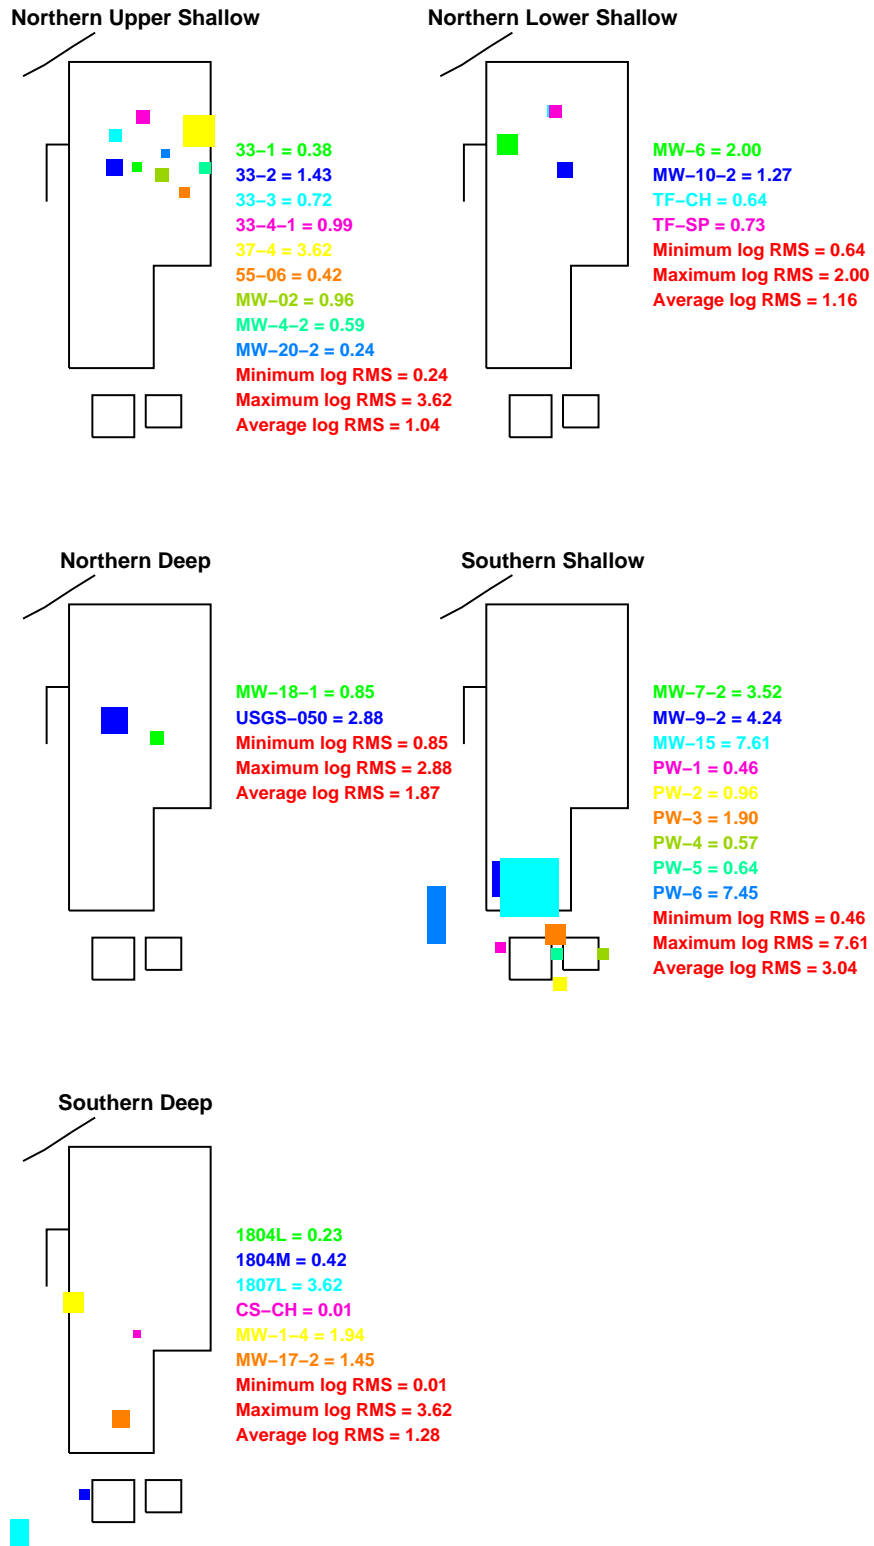 Northern Upper Shallow
33−1 = 0.38
33−2 = 1.43
33−3 = 0.72
33−4−1 = 0.99
37−4 = 3.62
55−06 = 0.42
MW−02 = 0.96
MW−4−2 = 0.59
MW−20−2 = 0.24
Minimum log RMS = 0.24
Maximum log RMS = 3.62
Average log RMS = 1.04
Northern Lower Shallow
MW−6 = 2.00
MW−10−2 = 1.27
TF−CH = 0.64
TF−SP = 0.73
Minimum log RMS = 0.64
Maximum log RMS = 2.00
Average log RMS = 1.16
Northern Deep
MW−18−1 = 0.85
USGS−050 = 2.88
Minimum log RMS = 0.85
Maximum log RMS = 2.88
Average log RMS = 1.87
Southern Shallow
MW−7−2 = 3.52
MW−9−2 = 4.24
MW−15 = 7.61
PW−1 = 0.46
PW−2 = 0.96
PW−3 = 1.90
PW−4 = 0.57
PW−5 = 0.64
PW−6 = 7.45
Minimum log RMS = 0.46
Maximum log RMS = 7.61
Average log RMS = 3.04
Southern Deep
1804L = 0.23
1804M = 0.42
1807L = 3.62
CS−CH = 0.01
MW−1−4 = 1.94
MW−17−2 = 1.45
Minimum log RMS = 0.01
Maximum log RMS = 3.62
Average log RMS = 1.28